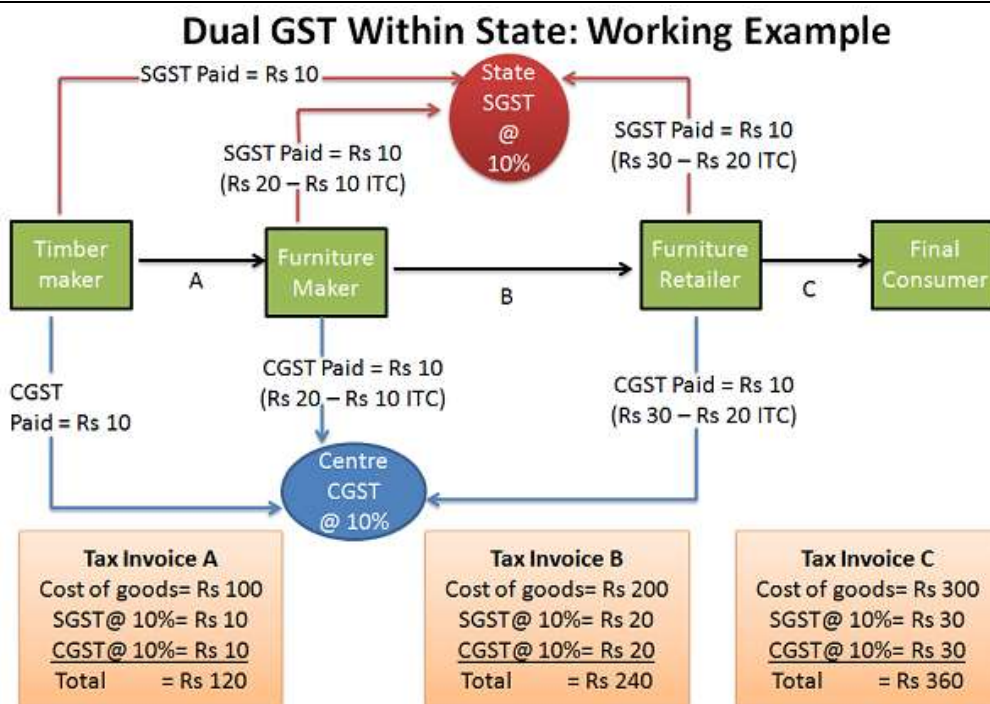 Dual GST Within State: Working Example
SGST Paid = Rs 10
State
SGST
@
10%
SGST Paid = Rs 10
(Rs 20 – Rs 10 ITC)
SGST Paid = Rs 10
(Rs 30 – Rs 20 ITC)
Timber
maker
A
Furniture
Maker
B
Furniture
Retailer
C
Final
Consumer
CGST
Paid = Rs 10
CGST Paid = Rs 10
(Rs 20 – Rs 10 ITC)
CGST Paid = Rs 10
(Rs 30 – Rs 20 ITC)
Centre
CGST
@ 10%
Tax Invoice A
Cost of goods= Rs 100
SGST@ 10%= Rs 10
CGST@ 10%= Rs 10
Total = Rs 120
Tax Invoice B
Cost of goods= Rs 200
SGST@ 10%= Rs 20
CGST@ 10%= Rs 20
Total = Rs 240
Tax Invoice C
Cost of goods= Rs 300
SGST@ 10%= Rs 30
CGST@ 10%= Rs 30
Total = Rs 360